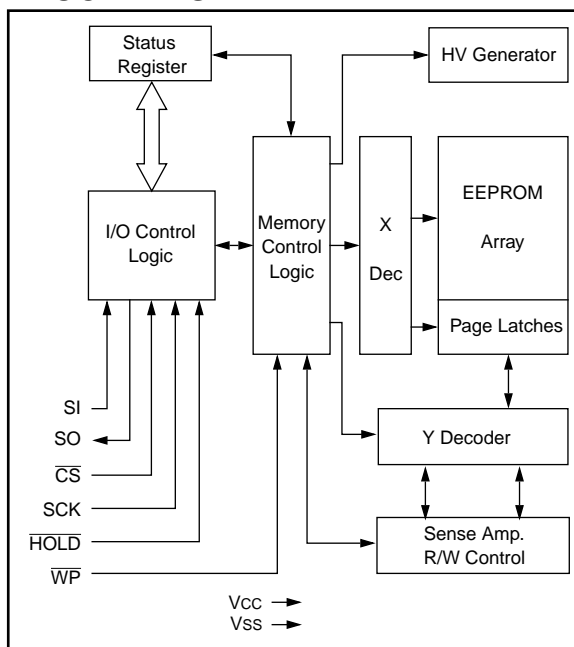 Status
Register
HV Generator
I/O Control
Logic
Memory
Control
Logic
X
Dec
EEPROM
Array
Page Latches
Y Decoder
Sense Amp.
R/W Control
SI
SO
CS
SCK
HOLD
WP
VCC
VSS